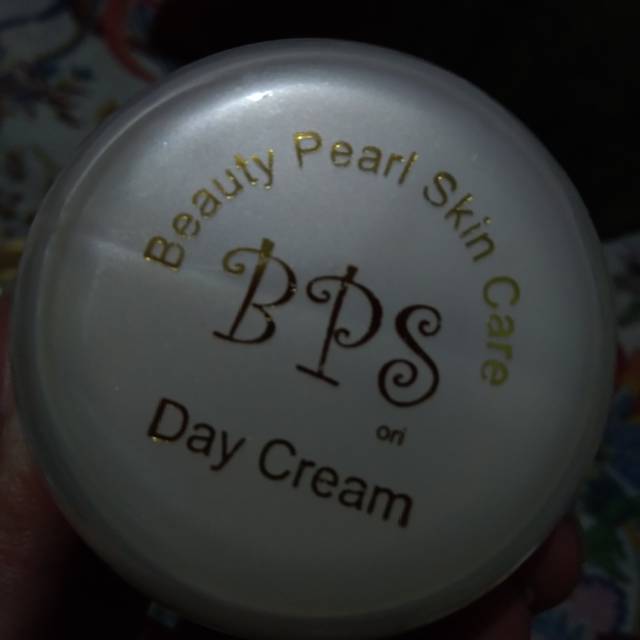 Beauty Pearl Skin Care
BPS
ori
Day Cream